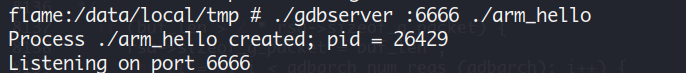 flame:/data/local/tmp # ./gdbserver :6666 ./arm_hello
Process ./arm_hello created; pid = 26429
Listening on port 6666